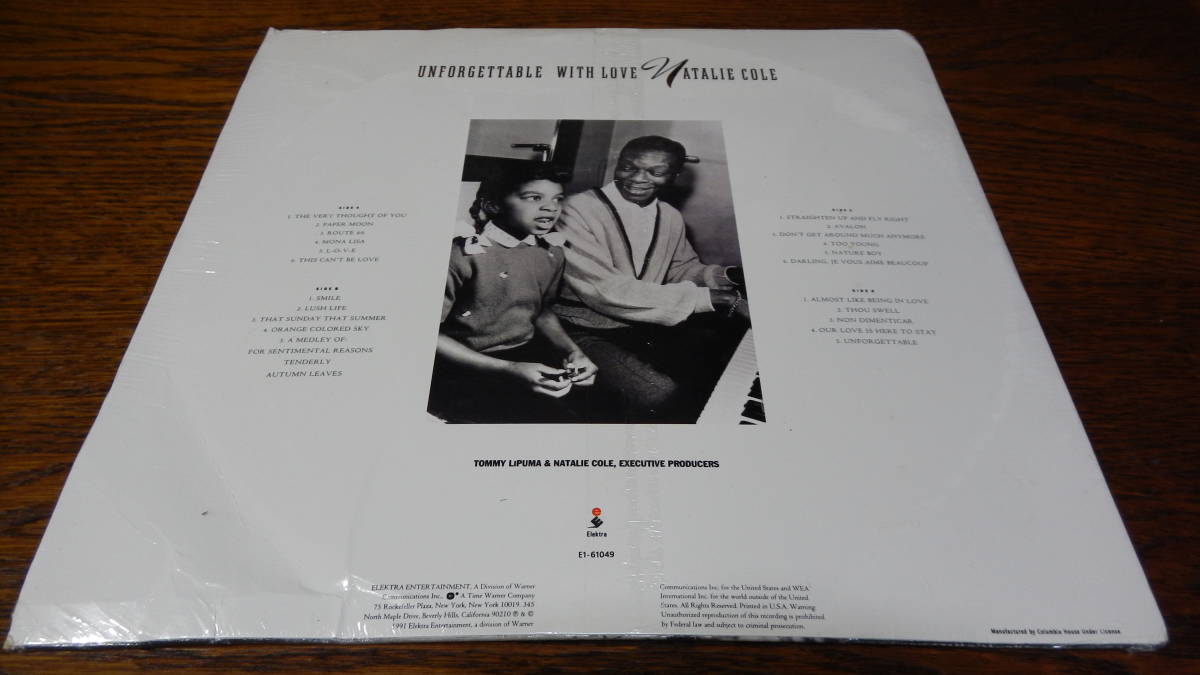 UNFORGETTABLE WITH LOVE NATALIE COLE
SIDE A
1. THE VERY THOUGHT OF YOU
2. PAPER MOON
3. ROUTE 66
4. MONA LISA
5. L-O-V-E
6. THIS CAN'T BE LOVE
SIDE B
1. SMILE
2. LUSH LIFE
3. THAT SUNDAY THAT SUMMER
4. ORANGE COLORED SKY
5. A MEDLEY OF:
FOR SENTIMENTAL REASONS
TENDERLY
AUTUMN LEAVES
SIDE C
1. STRAIGHTEN UP AND FLY RIGHT
2. AVALON
3. DON'T GET AROUND MUCH ANYMORE
4. TOO YOUNG
5. NATURE BOY
6. DARLING, JE VOUS AIME BEAUCOUP
SIDE D
1. ALMOST LIKE BEING IN LOVE
2. THOU SWELL
3. NON DIMENTICAR
4. OUR LOVE IS HERE TO STAY
5. UNFORGETTABLE
TOMMY LiPUMA & NATALIE COLE, EXECUTIVE PRODUCERS
Elektra
E1-61049
ELEKTRA ENTERTAINMENT, A Division of Warner
Communications Inc., A Time Warner Company
75 Rockefeller Plaza, New York, New York 10019. 345
North Maple Drive, Beverly Hills, California 90210 ℗ & ©
1991 Elektra Entertainment, a division of Warner
Communications Inc. for the United States and WEA
International Inc. for the world outside of the United
States. All Rights Reserved. Printed in U.S.A. Warning:
Unauthorized reproduction of this recording is prohibited
by Federal law and subject to criminal prosecution.
Manufactured by Columbia House Under License.